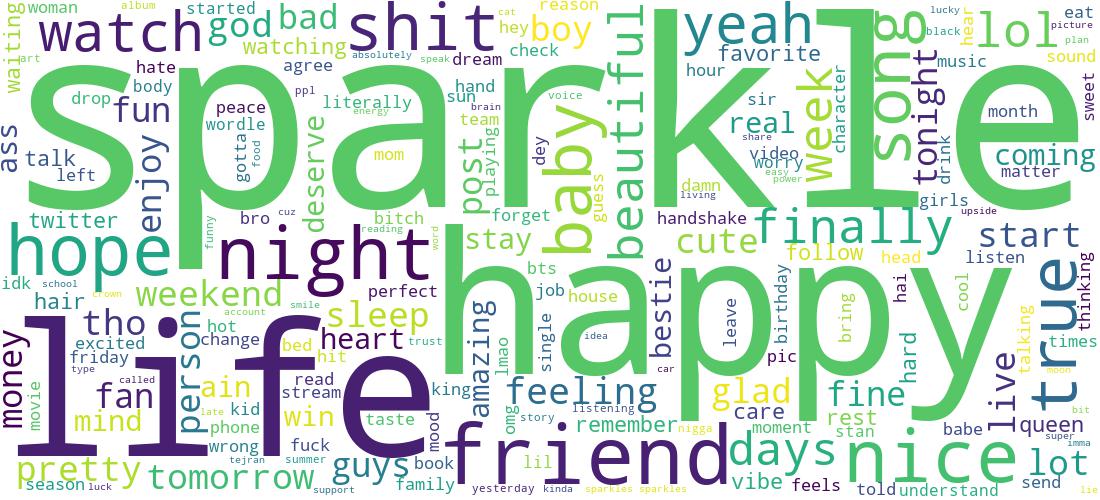 waiting
woman
album
started
bad
cat
reason
lucky
eat
watch
god
shit
hey
boy
yeah
black
hear
lol
picture
plan
art
watching
absolutely
speak
dream
check
favorite
song
music
sound
hate
agree
hour
sparkle
drop
body
fun
peace
ppl
literally
hand
sun
brain
voice
beautiful
sir
week
character
tonight
month
sweet
wordle
energy
team
share
real
ass
talk
left
enjoy
gotta
food
deserve
mom
post
playing
dey
baby
guess
video
worry
easy
power
drink
coming
matter
damn
living
girls
twitter
funny
bro
cuz
bitch
forget
handshake
upside
hope
night
reading
word
stay
cute
finally
start
follow
head
listen
idk
school
bts
bestie
hai
cool
true
thinking
hair
crown
weekend
smile
perfect
job
house
happy
birthday
account
sleep
amazing
single
leave
bring
tho
hot
change
heart
trust
lmao
idea
pic
hard
talking
times
money
excited
friday
person
bed
hit
car
moon
life
type
movie
fan
called
ain
read
stream
king
feeling
glad
fine
live
mind
late
kid
phone
win
taste
mood
omg
story
listening
care
rest
bit
wrong
fuck
remember
nigga
moment
stan
babe
queen
super
imma
pretty
tejran
summer
guys
book
friend
days
nice
lot
season
luck
tomorrow
support
family
lil
yesterday
kinda
sparkles sparkles
vibe
feels
told
understand
send
lie